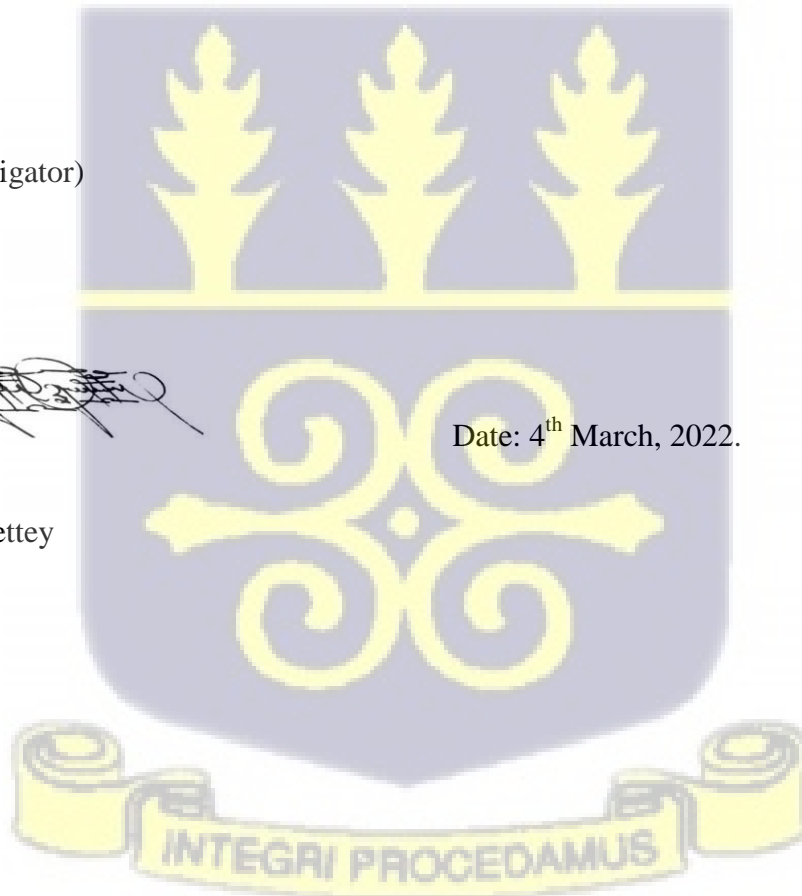 igator)
Date: 4th March, 2022.
ettey
INTEGRI PROCEDAMUS